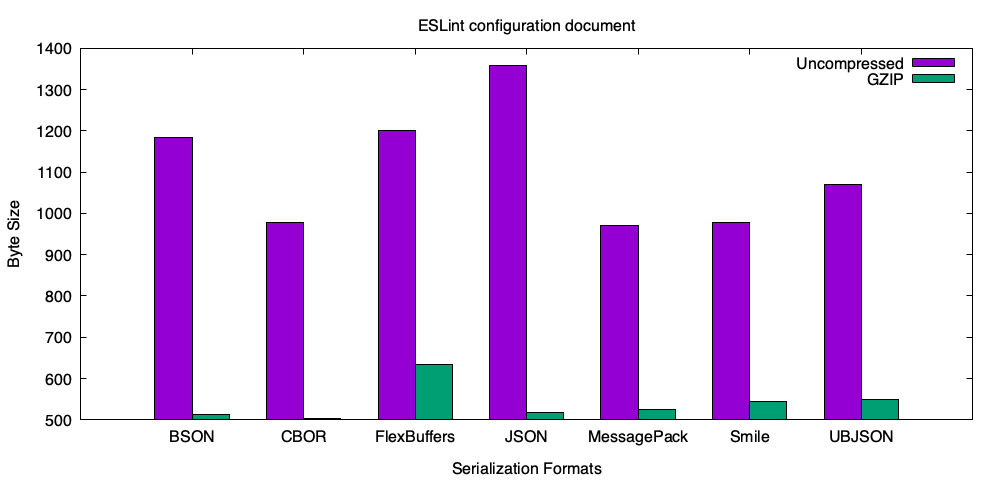 ESLint configuration document
Uncompressed
GZIP
1400
1300
1200
1100
1000
900
800
700
600
500
Byte Size
BSON CBOR FlexBuffers JSON MessagePack Smile UBJSON
Serialization Formats